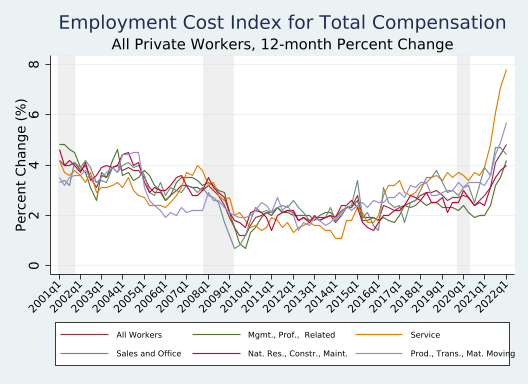 Employment Cost Index for Total Compensation
All Private Workers, 12-month Percent Change
Percent Change (%)
8
6
4
2
0
2001q1 2002q1 2003q1 2004q1 2005q1 2006q1 2007q1 2008q1 2009q1 2010q1 2011q1 2012q1 2013q1 2014q1 2015q1 2016q1 2017q1 2018q1 2019q1 2020q1 2021q1 2022q1
All Workers Mgmt., Prof., Related Service
Sales and Office Nat. Res., Constr., Maint. Prod., Trans., Mat. Moving